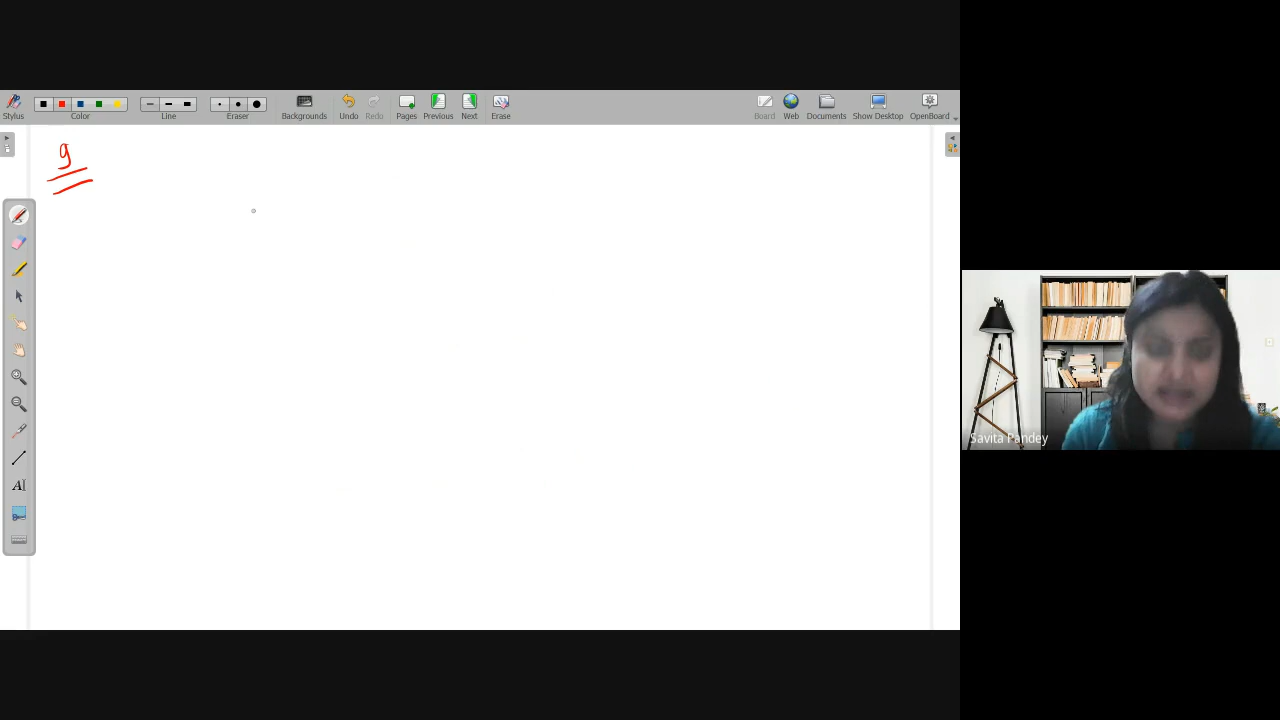 Stylus Color Line Eraser Backgrounds Undo Redo Pages Previous Next Erase Board Web Documents Show Desktop OpenBoard
g
AI
Savita Pandey